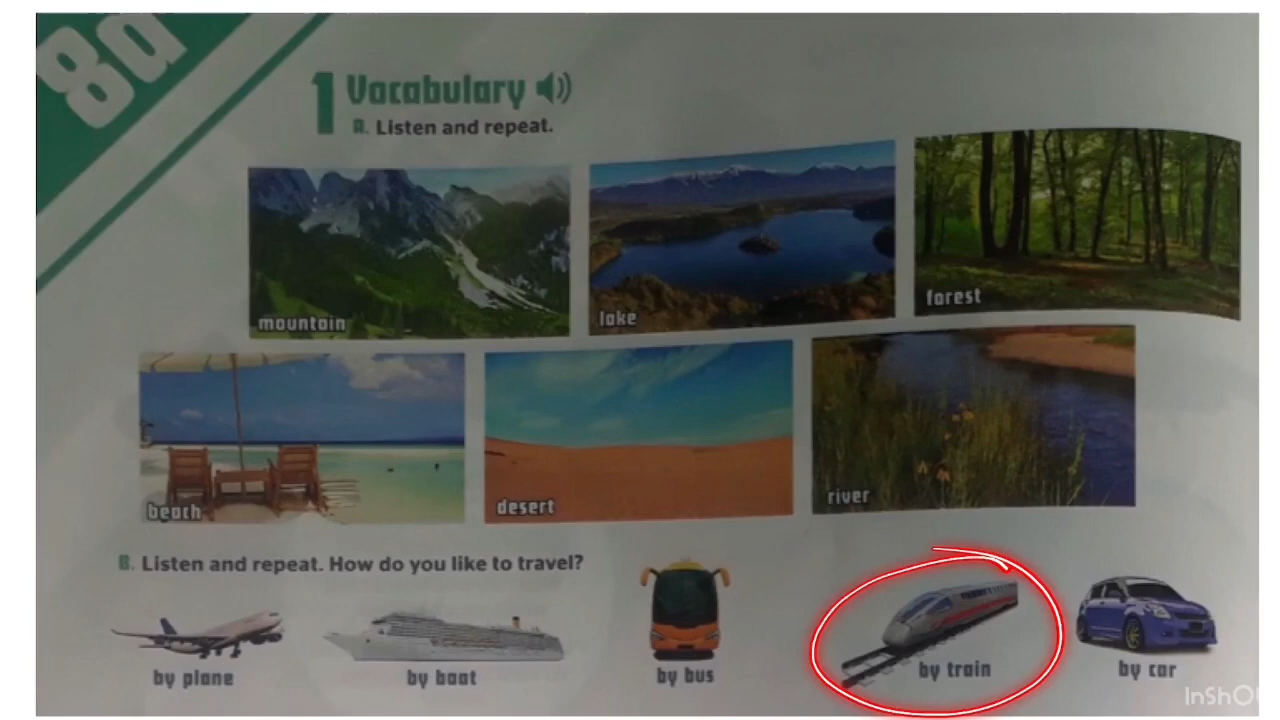 8a
1 Vocabulary
A. Listen and repeat.
mountain
lake
forest
beach
desert
river
B. Listen and repeat. How do you like to travel?
by plane
by boat
by bus
by train
by car
InShO